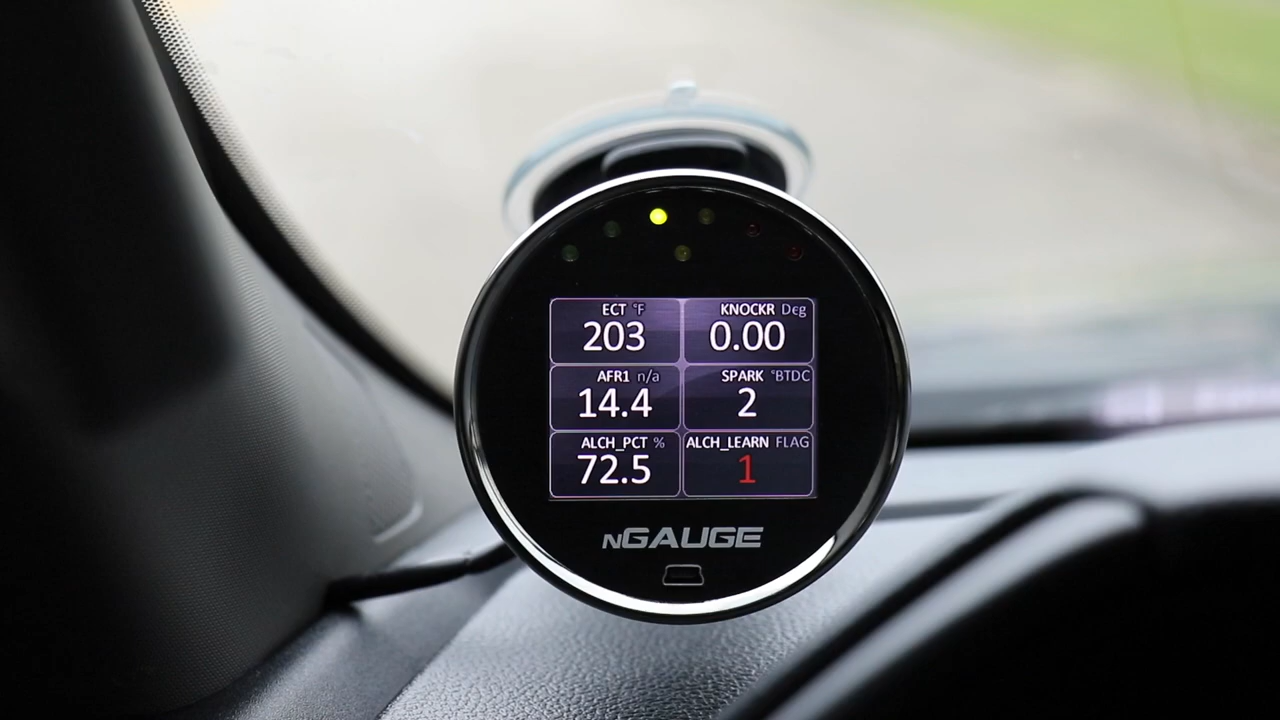 ECT °F KNOCKR Deg
203 0.00
AFR1 n/a SPARK °BTDC
14.4 2
ALCH_PCT % ALCH_LEARN FLAG
72.5 1
nGAUGE